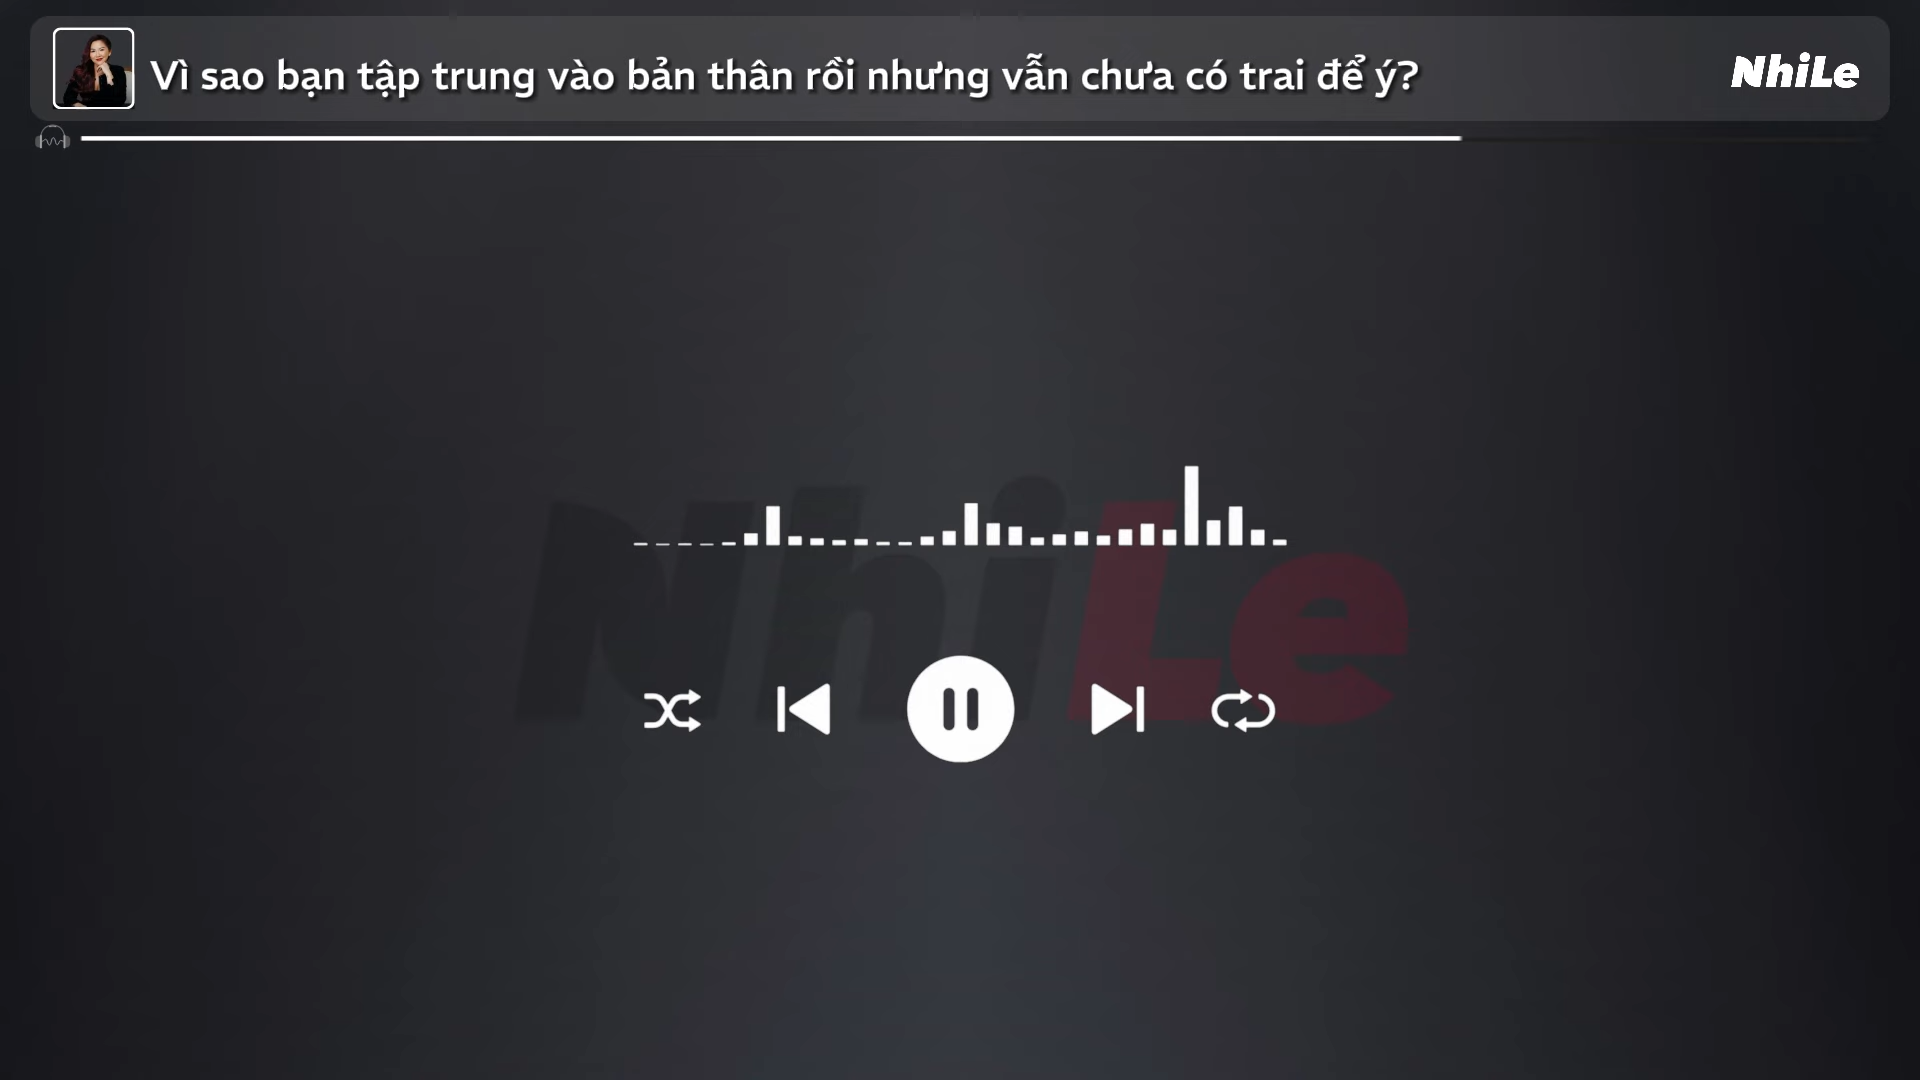 Vì sao bạn tập trung vào bản thân rồi nhưng vẫn chưa có trai để ý?
NhiLe
NhiLe